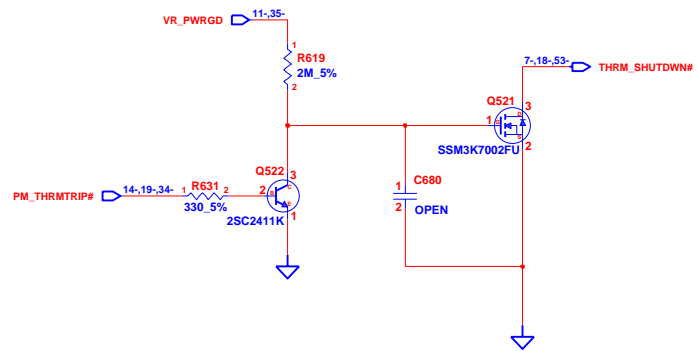 VR_PWRGD
11-,35-
1
R619
2M_5%
2
7-,18-,53-
THRM_SHUTDWN#
Q521
3
1
2
SSM3K7002FU
Q522
3
PM_THRMTRIP#
14-,19-,34-
1
R631
2
330_5%
2
1
2SC2411K
C680
1
2
OPEN